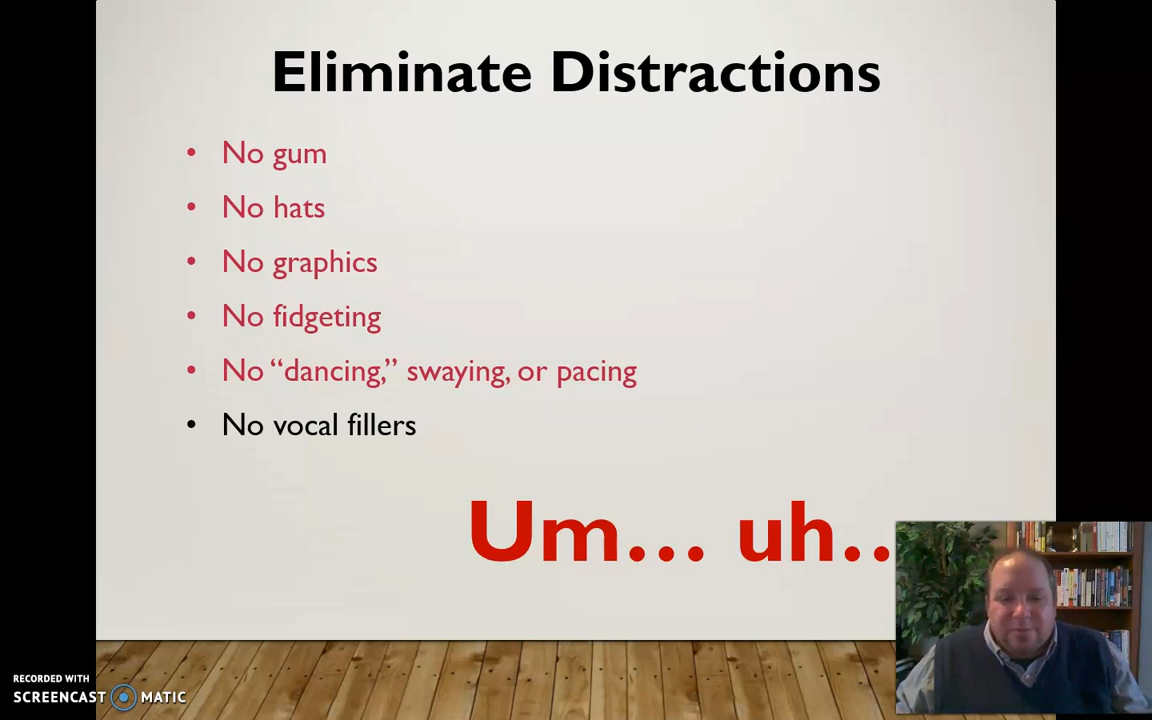 Eliminate Distractions
• No gum
• No hats
• No graphics
• No fidgeting
• No “dancing,” swaying, or pacing
• No vocal fillers
Um... uh..
RECORDED WITH
SCREENCAST MATIC